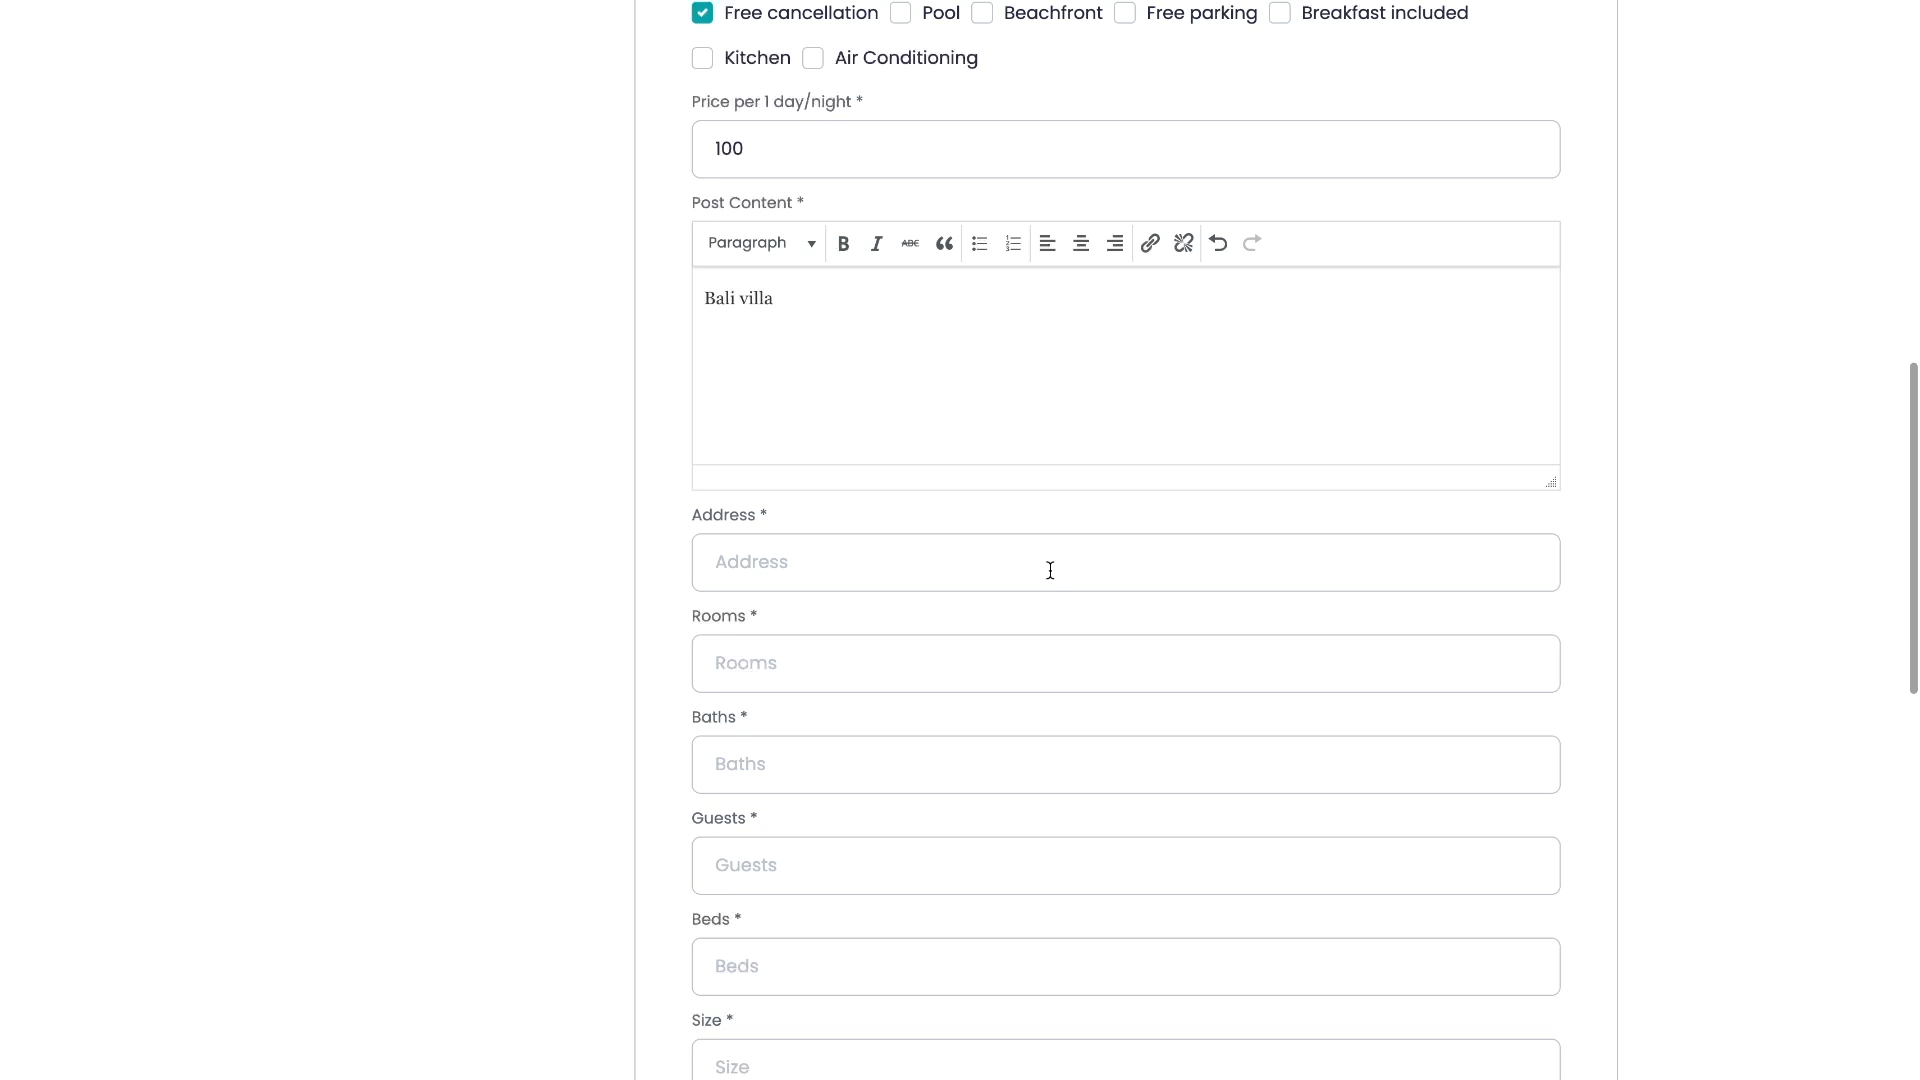 Free cancellation Pool Beachfront Free parking Breakfast included
Kitchen Air Conditioning
Price per 1 day/night *
100
Post Content *
Paragraph B I ABC
Bali villa
Address *
Address
Rooms *
Rooms
Baths *
Baths
Guests *
Guests
Beds *
Beds
Size *
Size